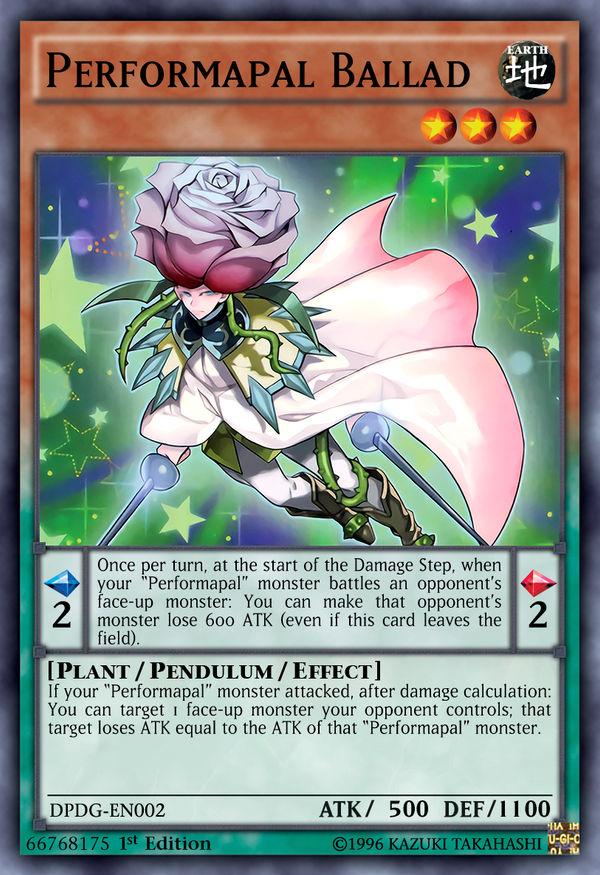 PERFORMAPAL BALLAD
EARTH
地
2
Once per turn, at the start of the Damage Step, when
your "Performapal" monster battles an opponent's
face-up monster: You can make that opponent's
monster lose 600 ATK (even if this card leaves the
field).
2
[PLANT / PENDULUM / EFFECT]
If your "Performapal" monster attacked, after damage calculation:
You can target 1 face-up monster your opponent controls; that
target loses ATK equal to the ATK of that "Performapal" monster.
DPDG-EN002
ATK/ 500 DEF/1100
66768175 1st Edition
©1996 KAZUKI TAKAHASHI